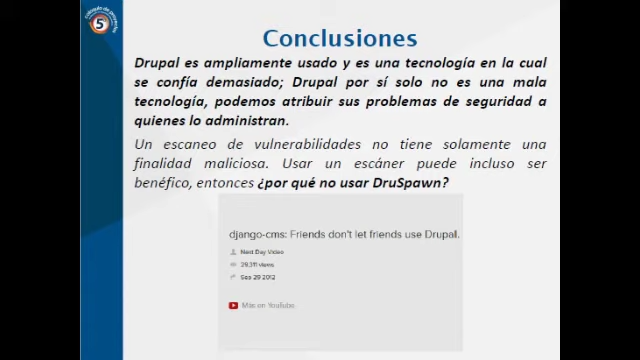 5
Conclusiones
Drupal es ampliamente usado y es una tecnología en la cual
se confía demasiado; Drupal por sí solo no es una mala
tecnología, podemos atribuir sus problemas de seguridad a
quienes lo administran.
Un escaneo de vulnerabilidades no tiene solamente una
finalidad maliciosa. Usar un escáner puede incluso ser
benéfico, entonces ¿por qué no usar DruSpawn?
django-cms: Friends don't let friends use Drupal.
Next Day Video
29,311 views
Sep 29 2012
Más en YouTube